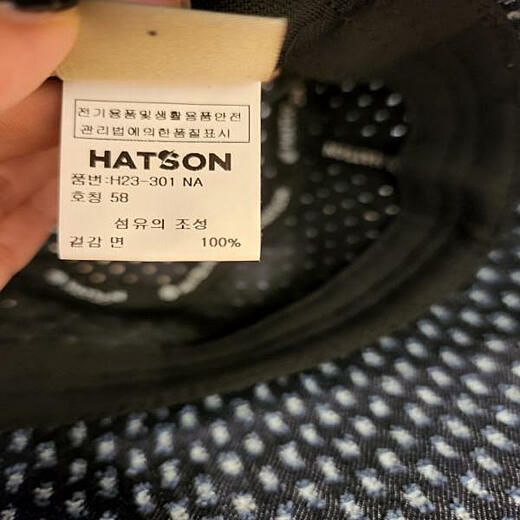 전기용품및생활용품안전
관리법에의한품질표시
HATSON
품번:H23-301 NA
호칭 58
섬유의 조성
겉감 면 100%